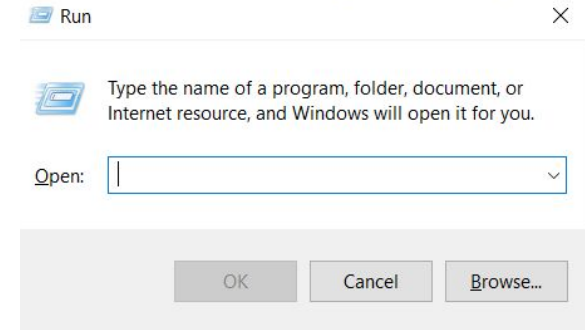 Run
Type the name of a program, folder, document, or
Internet resource, and Windows will open it for you.
Open:
OK
Cancel
Browse...